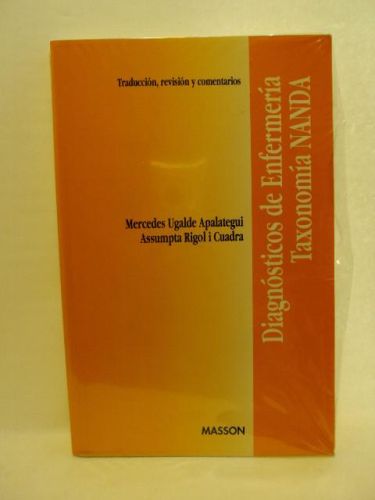 Traducción, revisión y comentarios
Mercedes Ugalde Apalategui
Assumpta Rigol i Cuadra
Diagnósticos de Enfermería
Taxonomía NANDA
MASSON